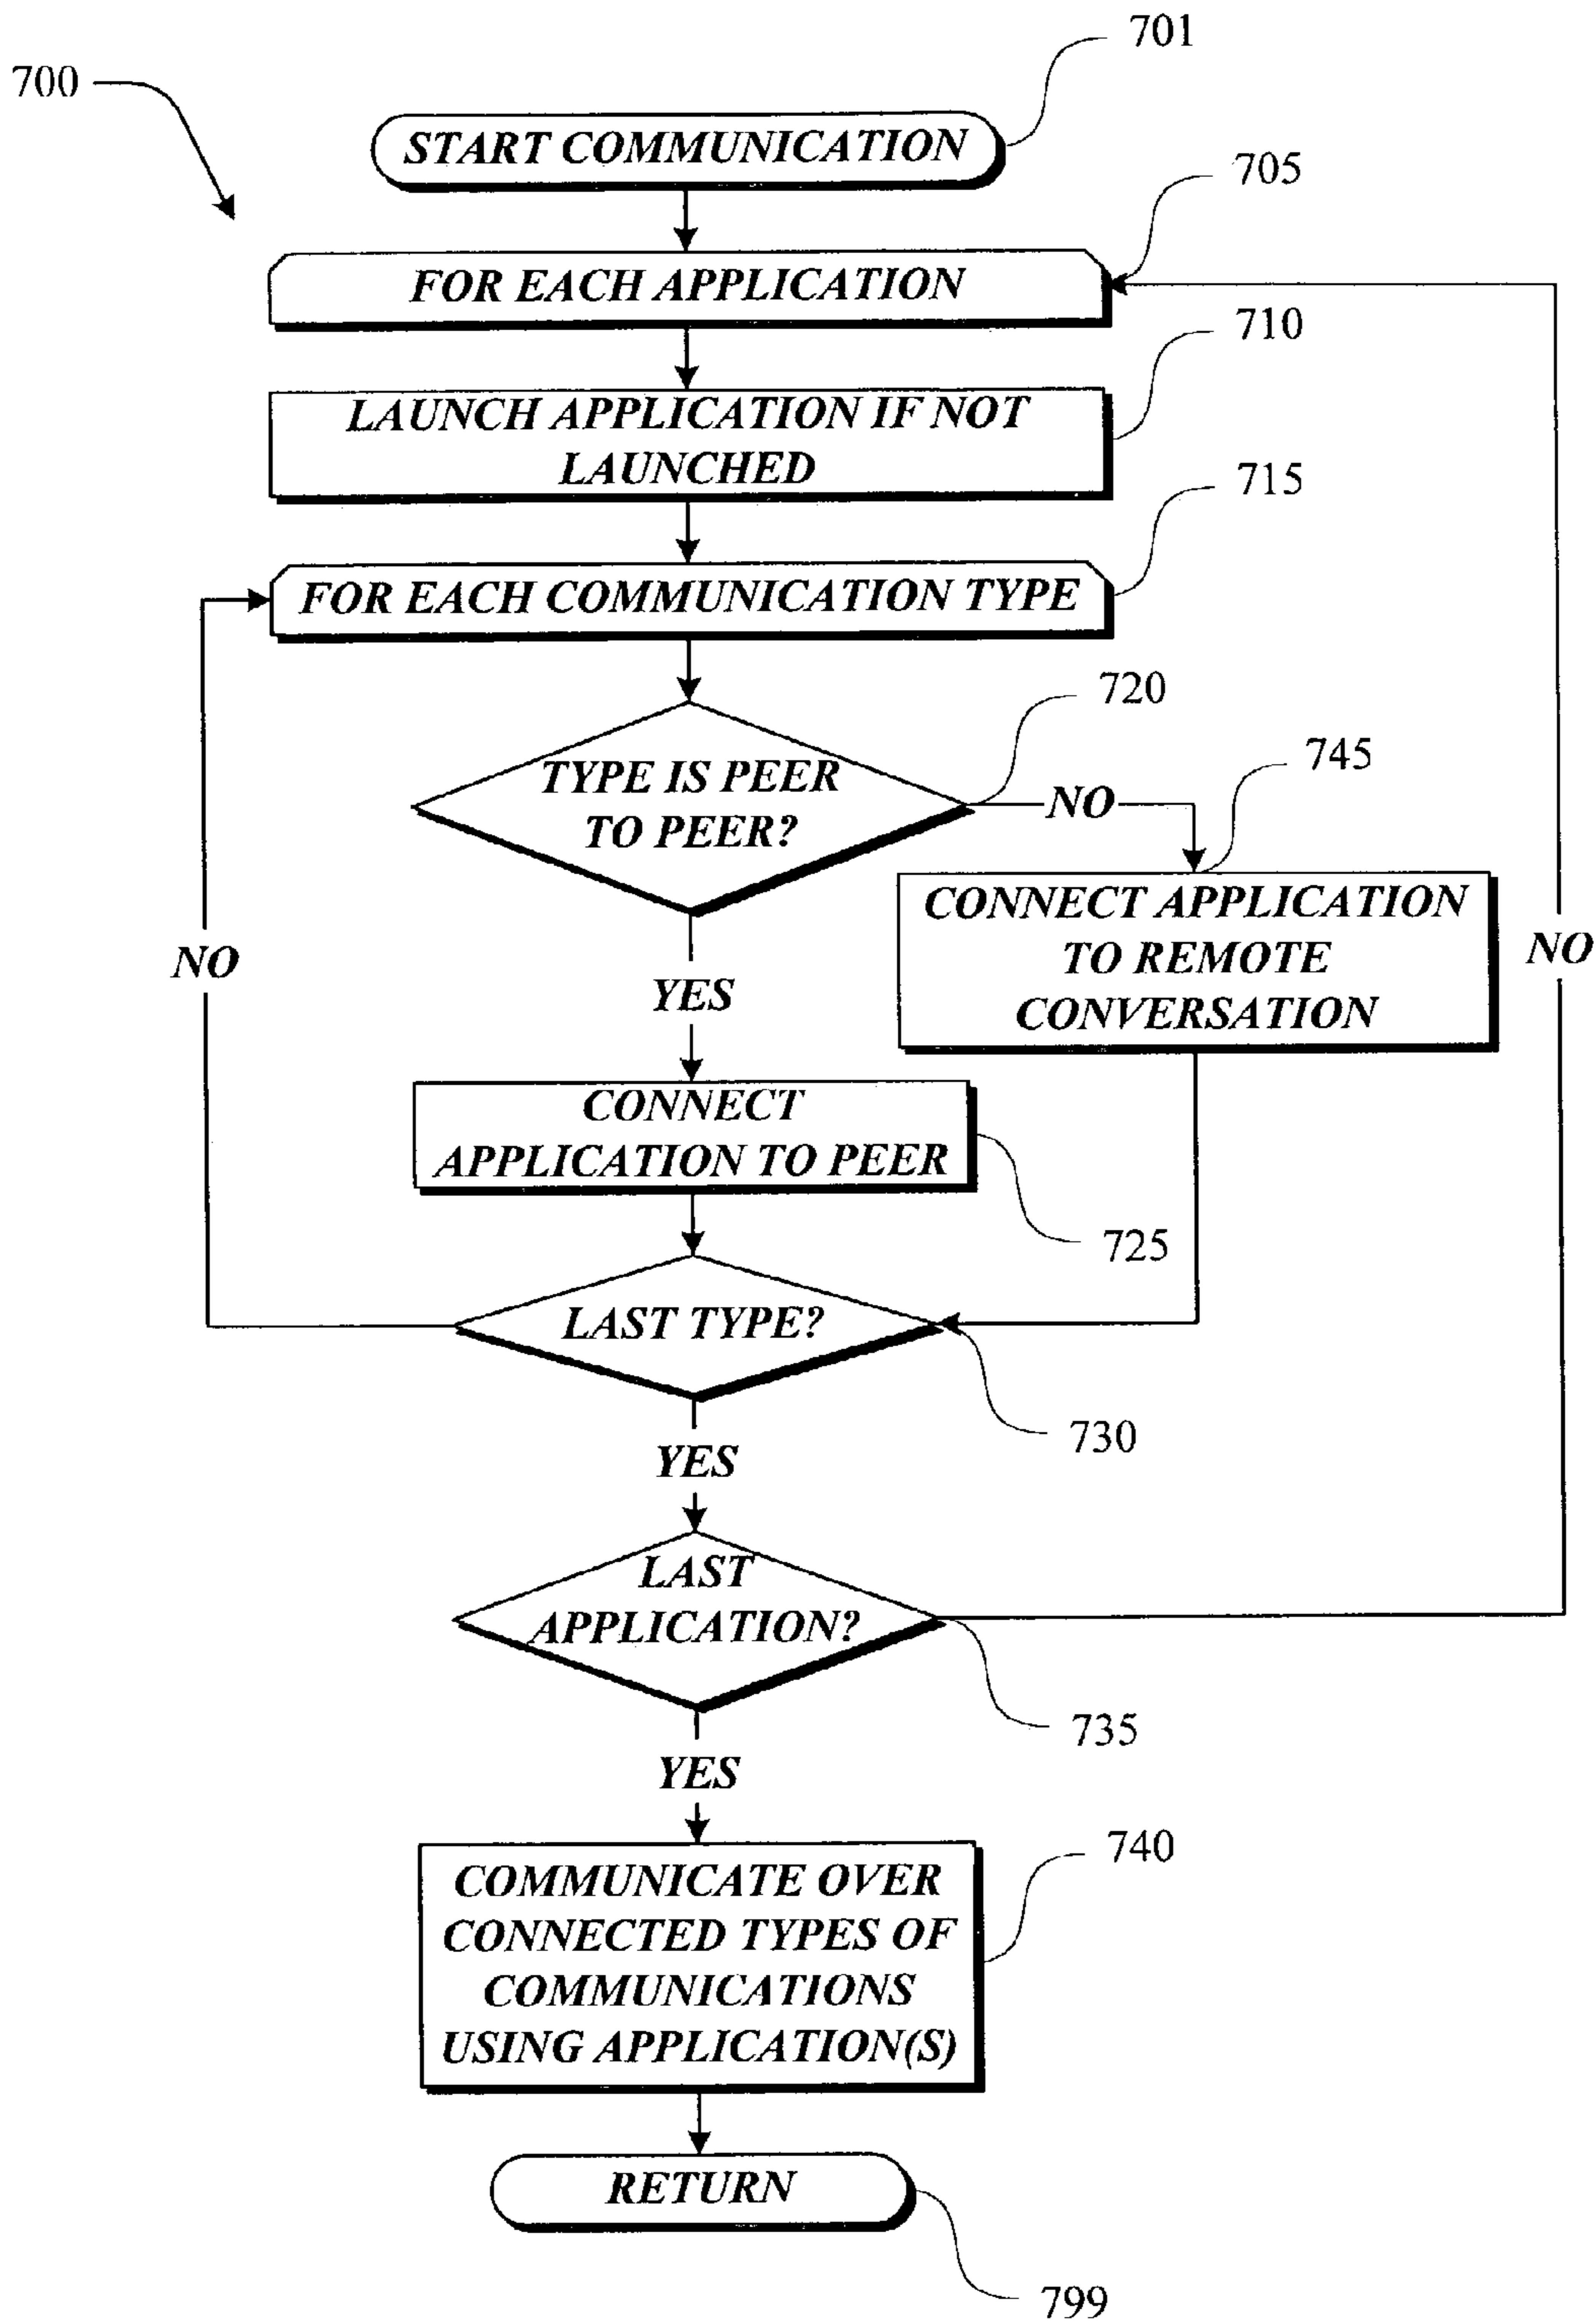 701
700
START COMMUNICATION
705
FOR EACH APPLICATION
710
LAUNCH APPLICATION IF NOT
LAUNCHED
715
FOR EACH COMMUNICATION TYPE
720
TYPE IS PEER
TO PEER?
NO
745
CONNECT APPLICATION
TO REMOTE
CONVERSATION
NO
NO
YES
CONNECT
APPLICATION TO PEER
725
LAST TYPE?
730
YES
LAST
APPLICATION?
735
YES
740
COMMUNICATE OVER
CONNECTED TYPES OF
COMMUNICATIONS
USING APPLICATION(S)
RETURN
799